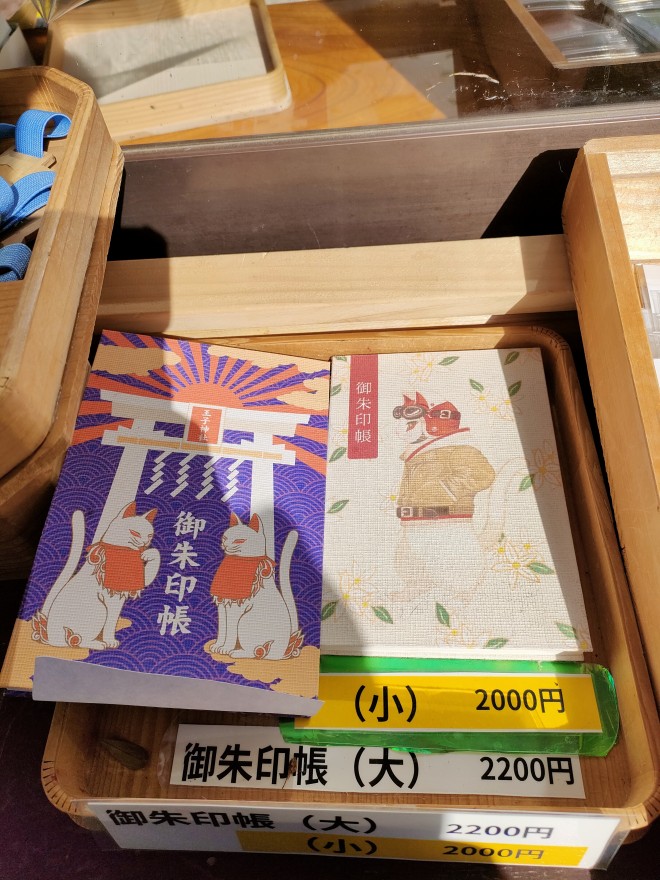 王子神社
御朱印帳
御朱印帳
（小） 2000円
御朱印帳（大） 2200円
御朱印帳（大） 2200円
（小） 2000円